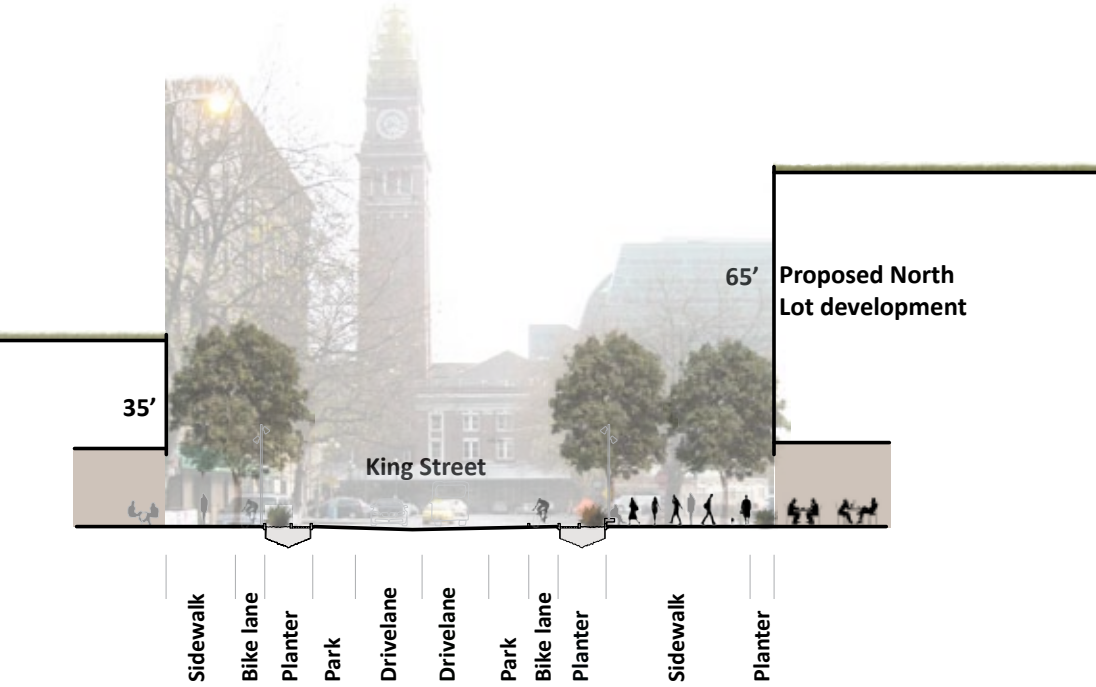 65’
Proposed North
Lot development
35’
King Street
Sidewalk
Bike lane
Planter
Park
Drivelane
Drivelane
Park
Bike lane
Planter
Sidewalk
Planter